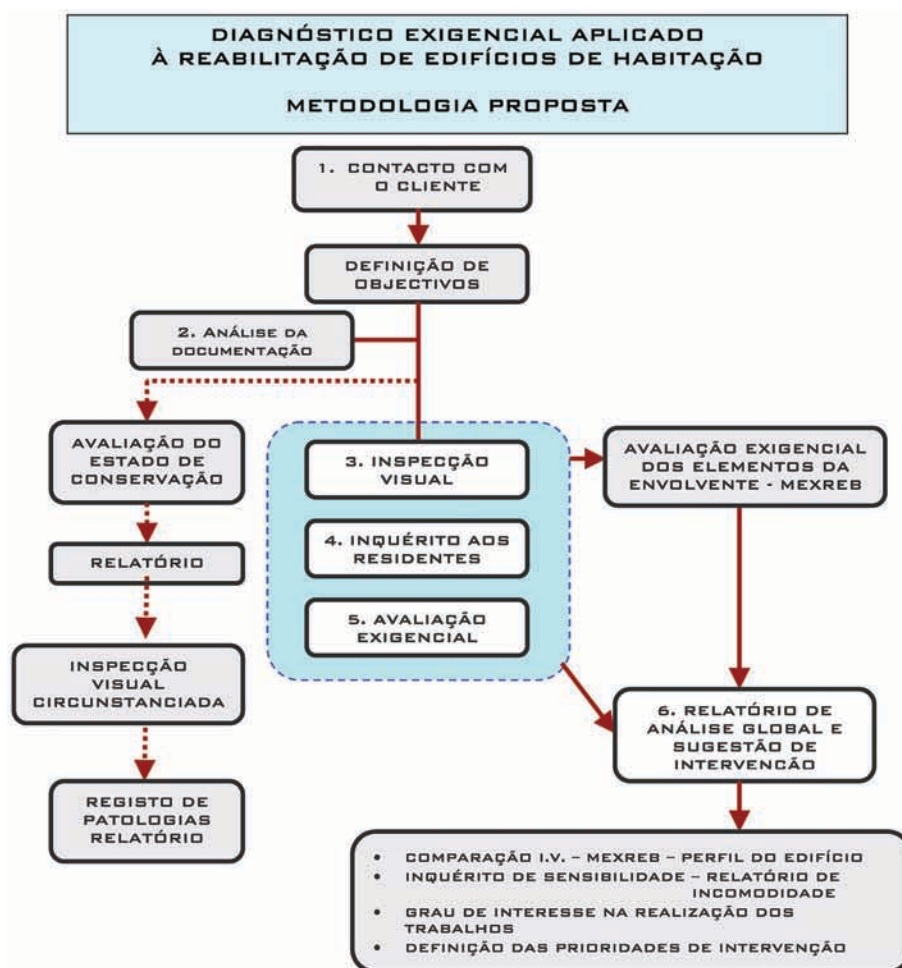 DIAGNÓSTICO EXIGENCIAL APLICADO
À REABILITAÇÃO DE EDIFÍCIOS DE HABITAÇÃO
METODOLOGIA PROPOSTA
1. CONTACTO COM
O CLIENTE
DEFINIÇÃO DE
OBJECTIVOS
2. ANÁLISE DA
DOCUMENTAÇÃO
AVALIAÇÃO DO
ESTADO DE
CONSERVAÇÃO
RELATÓRIO
INSPECÇÃO
VISUAL
CIRCUNSTANCIADA
REGISTO DE
PATOLOGIAS
RELATÓRIO
3. INSPECÇÃO
VISUAL
4. INQUÉRITO AOS
RESIDENTES
5. AVALIAÇÃO
EXIGENCIAL
AVALIAÇÃO EXIGENCIAL
DOS ELEMENTOS DA
ENVOLVENTE - MEXREB
6. RELATÓRIO DE
ANÁLISE GLOBAL E
SUGESTÃO DE
INTERVENÇÃO
• COMPARAÇÃO I.V. – MEXREB – PERFIL DO EDIFÍCIO
• INQUÉRITO DE SENSIBILIDADE – RELATÓRIO DE
INCOMODIDADE
• GRAU DE INTERESSE NA REALIZAÇÃO DOS
TRABALHOS
• DEFINIÇÃO DAS PRIORIDADES DE INTERVENÇÃO